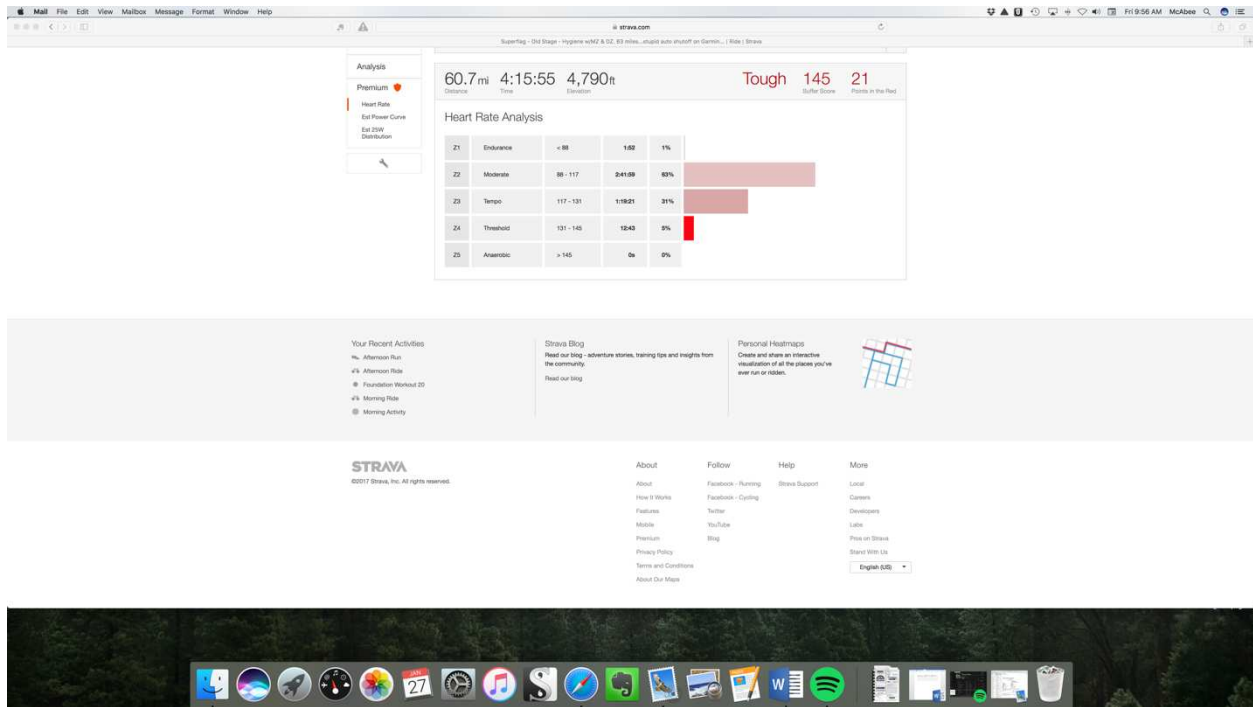 Mail File Edit View Mailbox Message Format Window Help
Fri 9:56 AM McAbee
strava.com
Superflag - Old Stage - Hygiene w/MZ & DZ, 63 miles...stupid auto shutoff on Garmin... | Ride | Strava
Analysis
Premium
Heart Rate
Est Power Curve
Est 25W
Distribution
60.7mi 4:15:55 4,790ft Tough 145 21
Distance Time Elevation Suffer Score Points in the Red
Heart Rate Analysis
Z1 Endurance < 88 1:52 1%
Z2 Moderate 88 - 117 2:41:59 63%
Z3 Tempo 117 - 131 1:19:21 31%
Z4 Threshold 131 - 145 12:43 5%
Z5 Anaerobic > 145 0s 0%
Your Recent Activities
Afternoon Run
Afternoon Ride
Foundation Workout 20
Morning Ride
Morning Activity
Strava Blog
Read our blog - adventure stories, training tips and insights from
the community.
Read our blog
Personal Heatmaps
Create and share an interactive
visualization of all the places you've
ever run or ridden.
STRAVA
©2017 Strava, Inc. All rights reserved.
About
About
How It Works
Features
Mobile
Premium
Privacy Policy
Terms and Conditions
About Our Maps
Follow
Facebook - Running
Facebook - Cycling
Twitter
YouTube
Blog
Help
Strava Support
More
Local
Careers
Developers
Labs
Pros on Strava
Stand With Us
English (US)
JAN
27
W